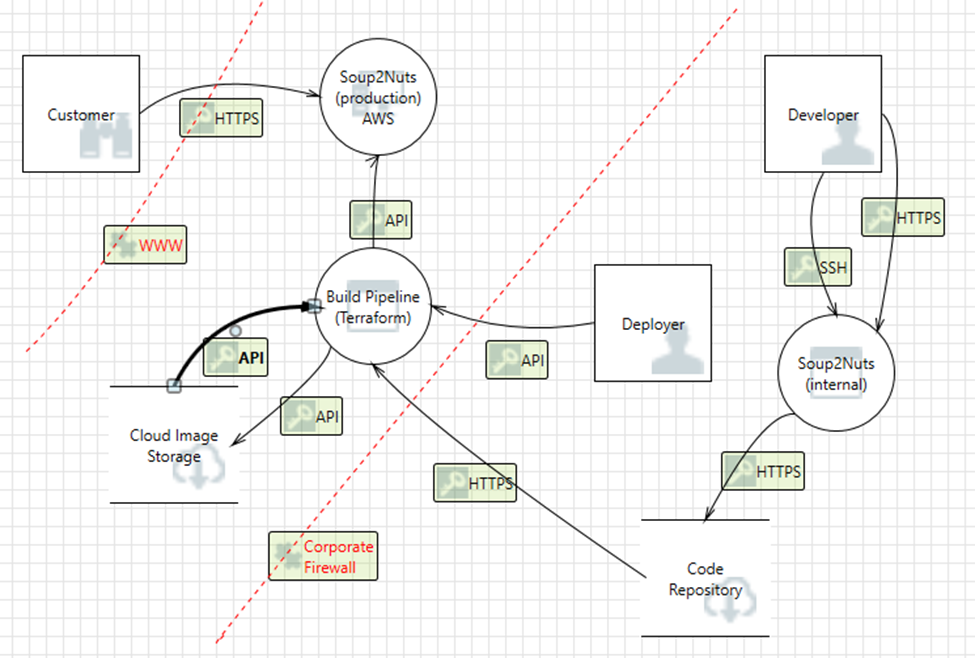 Soup2Nuts
(production)
AWS
Customer
HTTPS
Developer
HTTPS
API
WWW
SSH
Build Pipeline
(Terraform)
Deployer
API
API
Soup2Nuts
(internal)
API
Cloud Image
Storage
HTTPS
HTTPS
Corporate
Firewall
Code
Repository